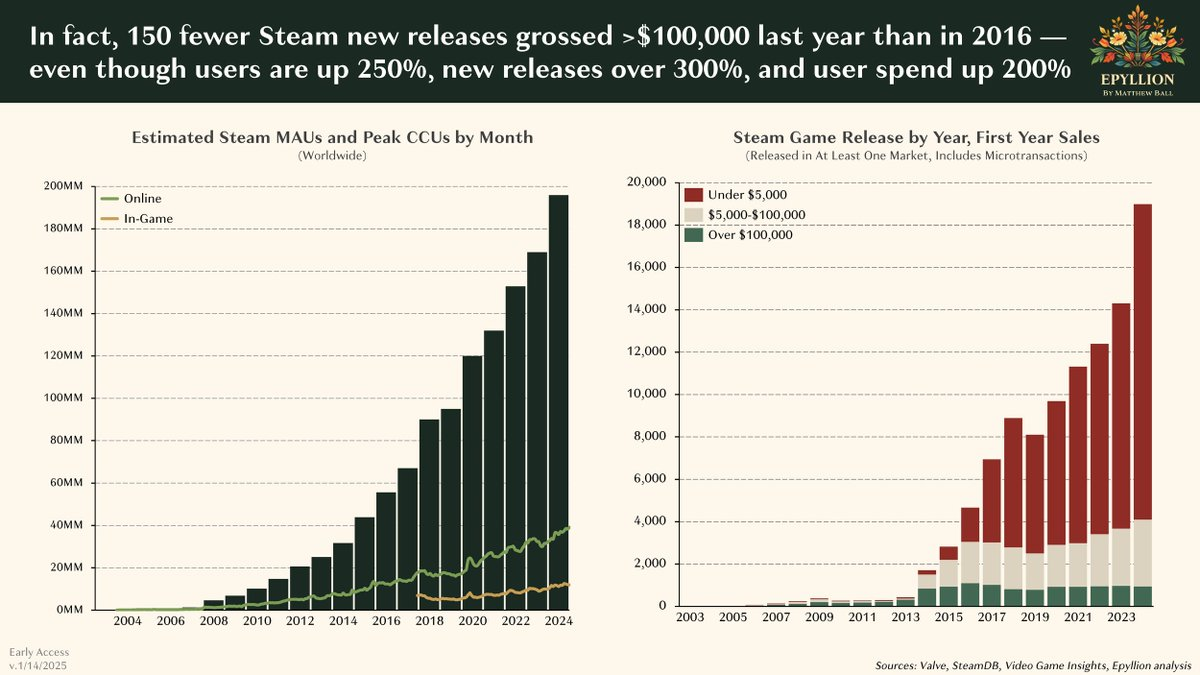 In fact, 150 fewer Steam new releases grossed >$100,000 last year than in 2016 —
even though users are up 250%, new releases over 300%, and user spend up 200%
EPYLLION
BY MATTHEW BALL
Estimated Steam MAUs and Peak CCUs by Month
(Worldwide)
200MM
180MM
160MM
140MM
120MM
100MM
80MM
60MM
40MM
20MM
0MM
Online
In-Game
2004 2006 2008 2010 2012 2014 2016 2018 2020 2022 2024
Steam Game Release by Year, First Year Sales
(Released in At Least One Market, Includes Microtransactions)
20,000
18,000
16,000
14,000
12,000
10,000
8,000
6,000
4,000
2,000
0
Under $5,000
$5,000-$100,000
Over $100,000
2003 2005 2007 2009 2011 2013 2015 2017 2019 2021 2023
Early Access
v.1/14/2025
Sources: Valve, SteamDB, Video Game Insights, Epyllion analysis